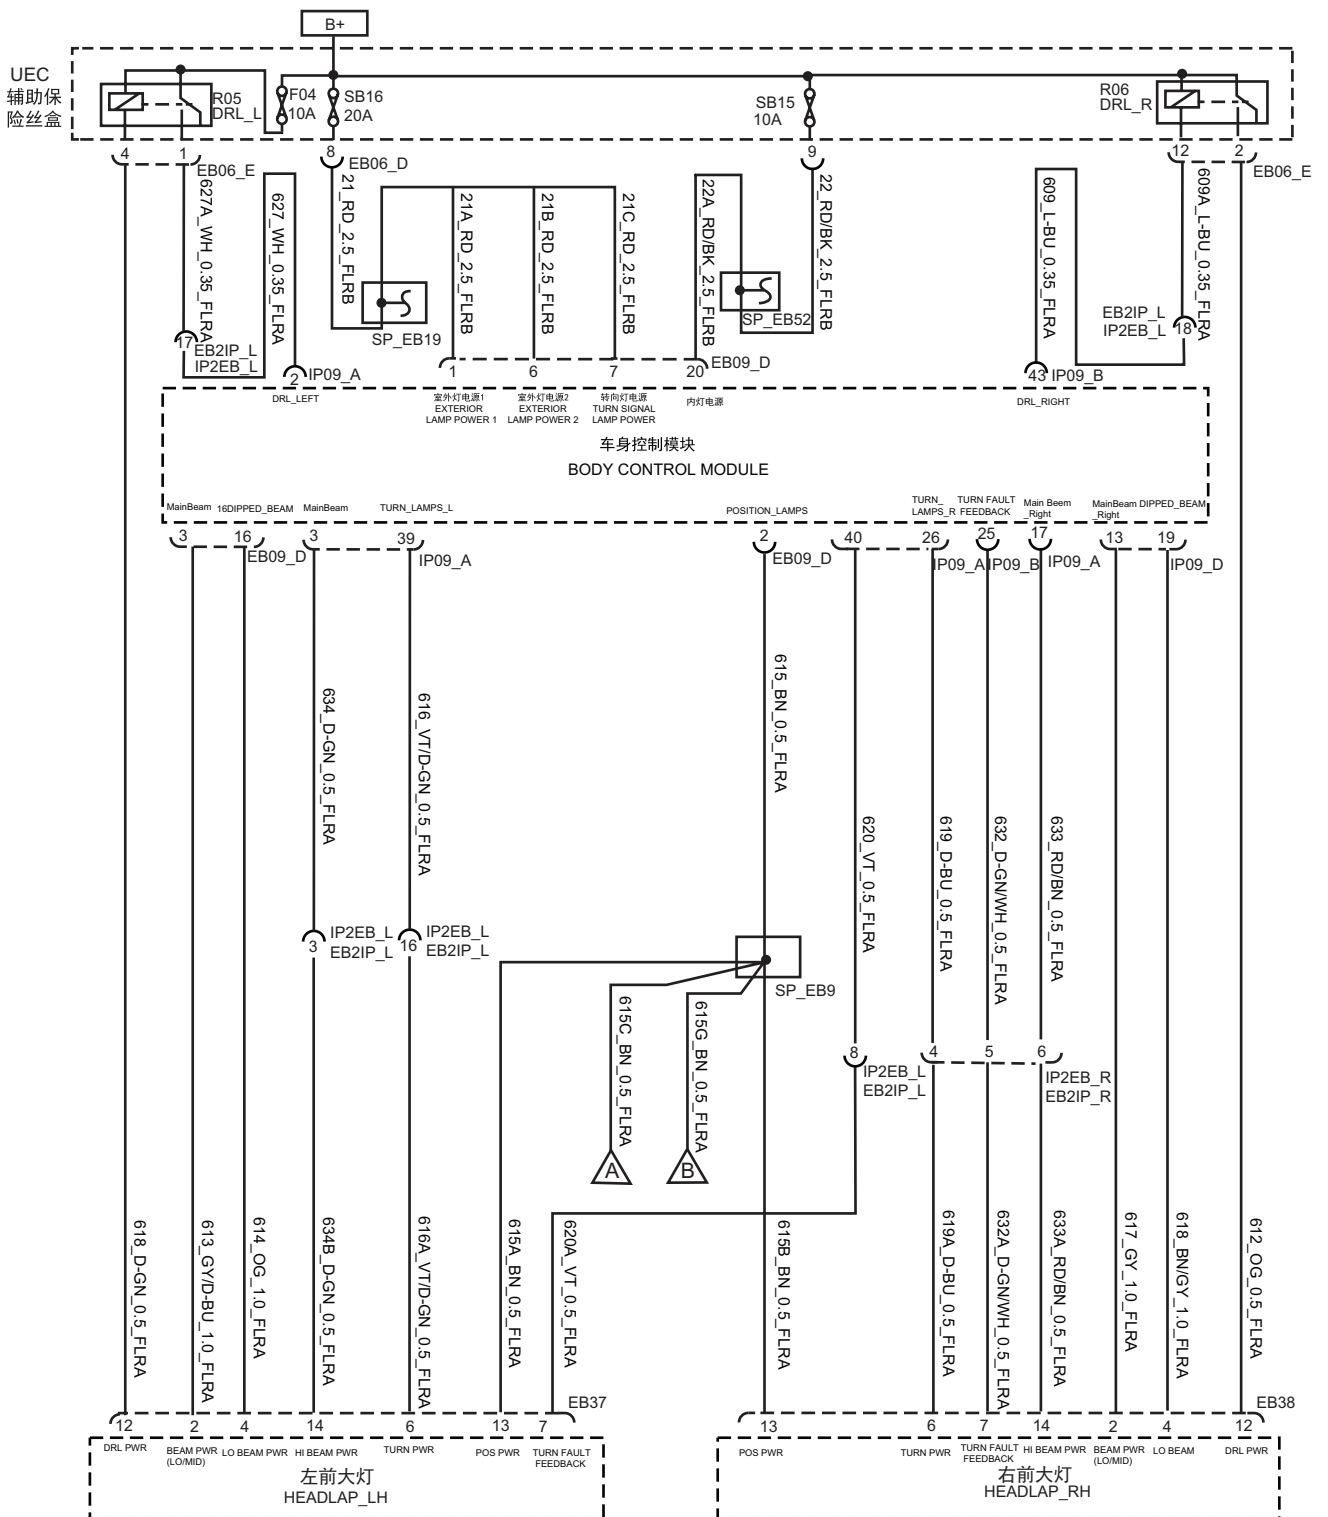 B+
UEC
辅助保
险丝盒
R05
DRL_L
F04
10A
SB16
20A
SB15
10A
R06
DRL_R
4
1
EB06_E
8
EB06_D
9
12
2
EB06_E
627A_WH_0.35_FLRA
627_WH_0.35_FLRA
21_RD_2.5_FLRB
21A_RD_2.5_FLRB
21B_RD_2.5_FLRB
21C_RD_2.5_FLRB
22A_RD/BK_2.5_FLRB
22_RD/BK_2.5_FLRB
609_L-BU_0.35_FLRA
609A_L-BU_0.35_FLRA
SP_EB19
SP_EB52
17
EB2IP_L
IP2EB_L
EB2IP_L
IP2EB_L
18
2
IP09_A
1
6
7
20
EB09_D
43
IP09_B
DRL_LEFT
室外灯电源1
EXTERIOR
LAMP POWER 1
室外灯电源2
EXTERIOR
LAMP POWER 2
转向灯电源
TURN SIGNAL
LAMP POWER
内灯电源
DRL_RIGHT
车身控制模块
BODY CONTROL MODULE
MainBeam
16DIPPED_BEAM
MainBeam
TURN_LAMPS_L
POSITION_LAMPS
TURN_
LAMPS_R
TURN FAULT
FEEDBACK
Main Beem
_Right
MainBeam
_Right
DIPPED_BEAM
3
16
EB09_D
3
39
IP09_A
2
EB09_D
40
26
IP09_A
25
IP09_B
17
IP09_A
13
19
IP09_D
634_D-GN_0.5_FLRA
616_VT/D-GN_0.5_FLRA
615_BN_0.5_FLRA
620_VT_0.5_FLRA
619_D-BU_0.5_FLRA
632_D-GN/WH_0.5_FLRA
633_RD/BN_0.5_FLRA
3
IP2EB_L
EB2IP_L
16
IP2EB_L
EB2IP_L
SP_EB9
615C_BN_0.5_FLRA
615G_BN_0.5_FLRA
A
B
8
IP2EB_L
EB2IP_L
4
5
6
IP2EB_R
EB2IP_R
618_D-GN_0.5_FLRA
613_GY/D-BU_1.0_FLRA
614_OG_1.0_FLRA
634B_D-GN_0.5_FLRA
616A_VT/D-GN_0.5_FLRA
615A_BN_0.5_FLRA
620A_VT_0.5_FLRA
615B_BN_0.5_FLRA
619A_D-BU_0.5_FLRA
632A_D-GN/WH_0.5_FLRA
633A_RD/BN_0.5_FLRA
617_GY_1.0_FLRA
618_BN/GY_1.0_FLRA
612_OG_0.5_FLRA
EB37
EB38
12
2
4
14
6
13
7
13
6
7
14
2
4
12
DRL PWR
BEAM PWR
(LO/MID)
LO BEAM PWR
HI BEAM PWR
TURN PWR
POS PWR
TURN FAULT
FEEDBACK
POS PWR
TURN PWR
TURN FAULT
FEEDBACK
HI BEAM PWR
BEAM PWR
(LO/MID)
LO BEAM
DRL PWR
左前大灯
HEADLAP_LH
右前大灯
HEADLAP_RH